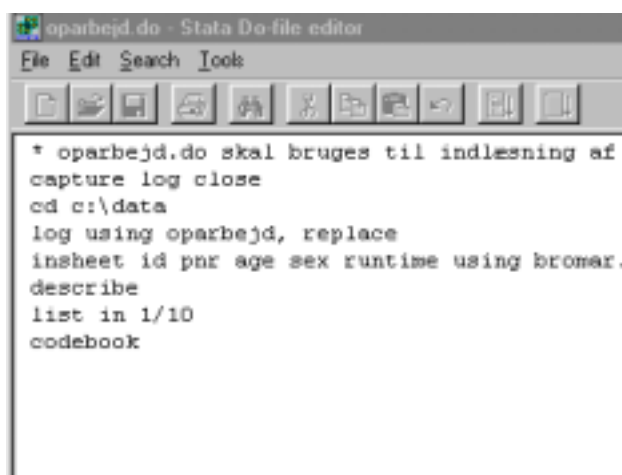 oparbejd.do - Stata Do-file editor
File Edit Search Tools
* oparbejd.do skal bruges til indlæsning af
capture log close
cd c:\data
log using oparbejd, replace
insheet id pnr age sex runtime using bromar.
describe
list in 1/10
codebook